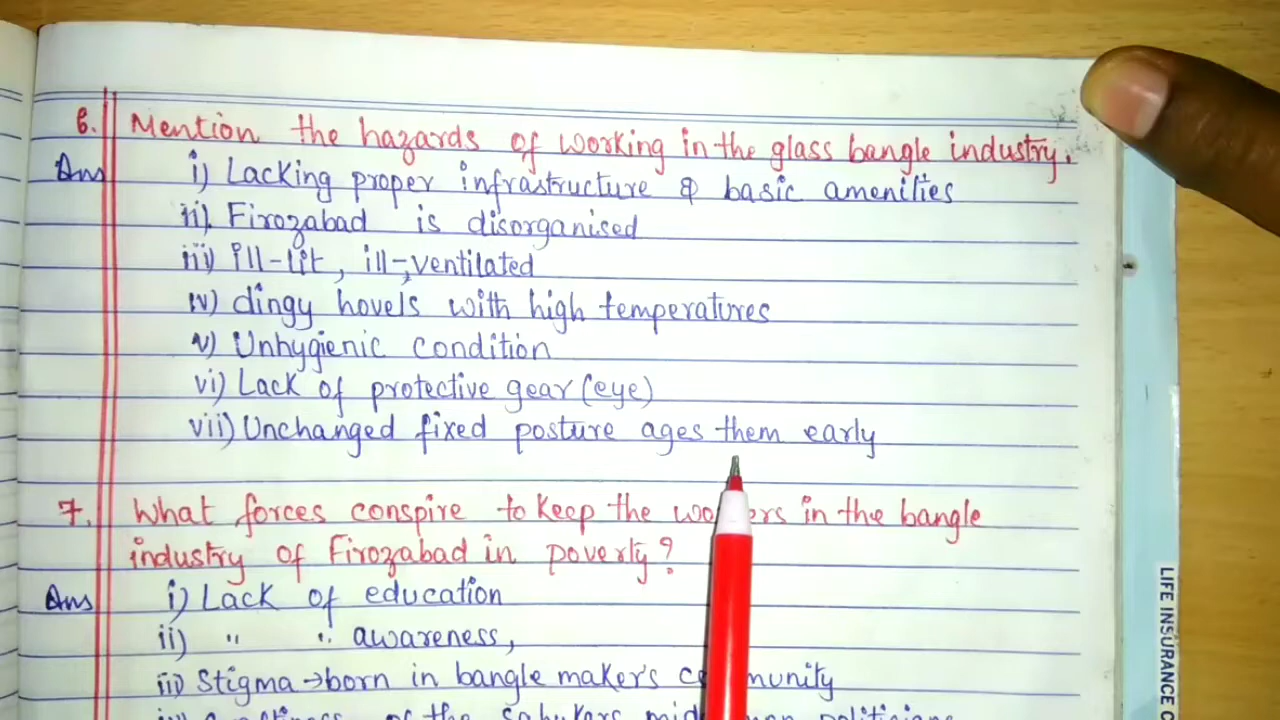 6. Mention the hazards of working in the glass bangle industry.
Ans i) Lacking proper infrastructure & basic amenities
ii). Firozabad is disorganised
iii) ill-lit, ill-ventilated
iv) dingy hovels with high temperatures
v) Unhygienic condition
vi) Lack of protective gear (eye)
vii) Unchanged fixed posture ages them early
7. What forces conspire to keep the workers in the bangle
industry of Firozabad in poverty?
Ans i) Lack of education
ii) " " awareness,
iii) Stigma → born in bangle maker's community
of the
LIFE INSURANCE C